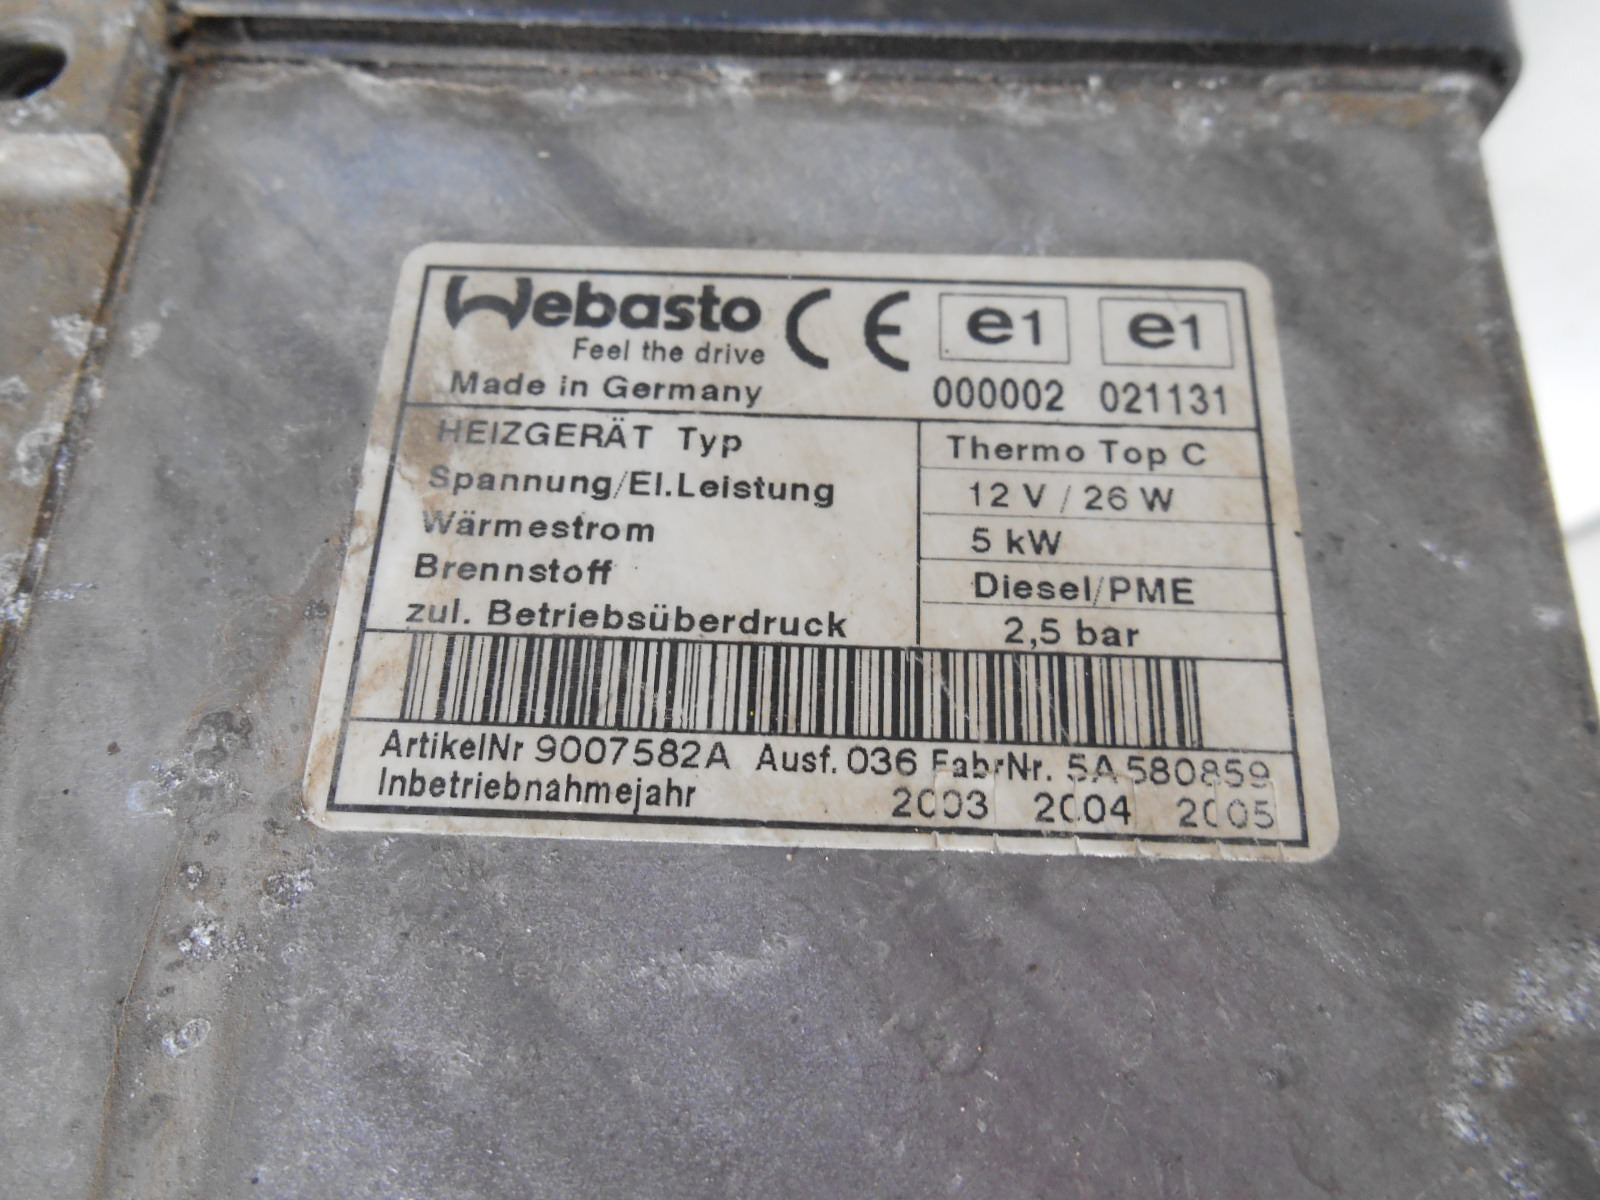 Webasto CE e1 e1
Feel the drive
Made in Germany 000002 021131
HEIZGERÄT Typ Thermo Top C
Spannung/El.Leistung 12 V / 26 W
Wärmestrom 5 kW
Brennstoff Diesel/PME
zul. Betriebsüberdruck 2,5 bar
ArtikelNr 9007582A Ausf. 036 FabrNr. 5A 580859
Inbetriebnahmejahr 2003 2004 2005